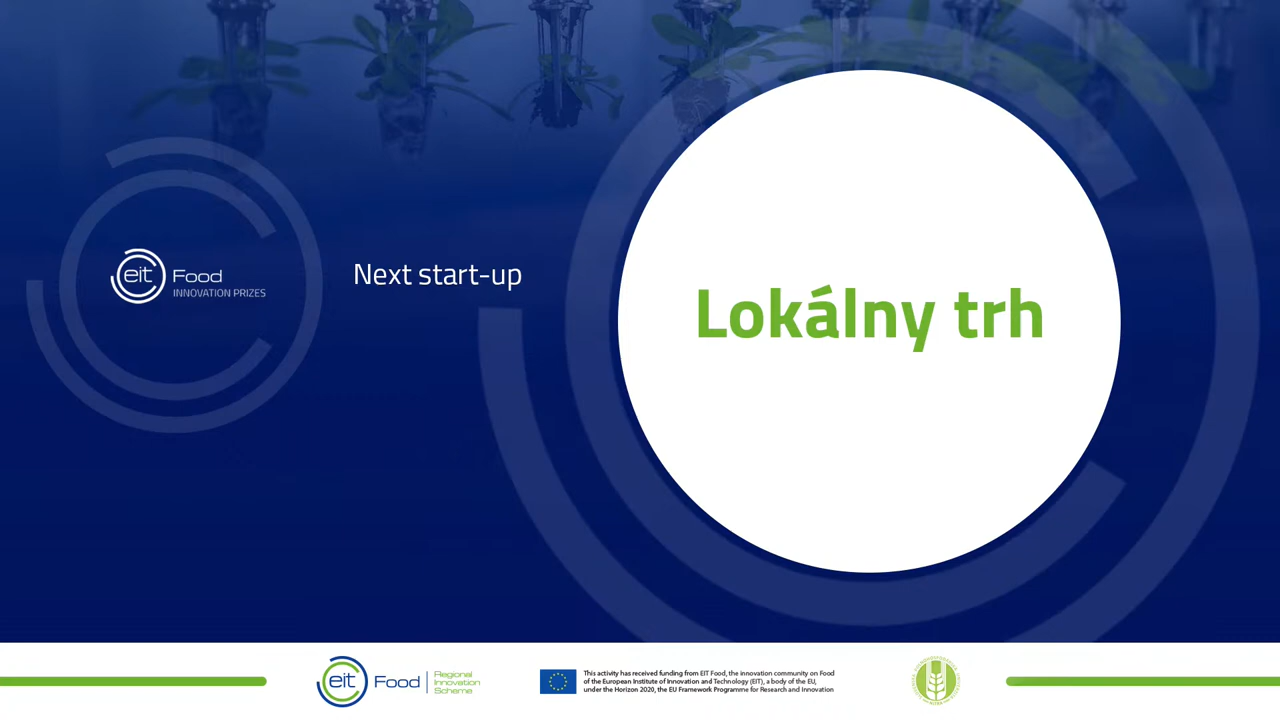 eit Food
INNOVATION PRIZES
Next start-up
Lokálny trh
eit Food
Regional
Innovation
Scheme
This activity has received funding from EIT Food, the innovation community on Food
of the European Institute of Innovation and Technology (EIT), a body of the EU,
under the Horizon 2020, the EU Framework Programme for Research and Innovation